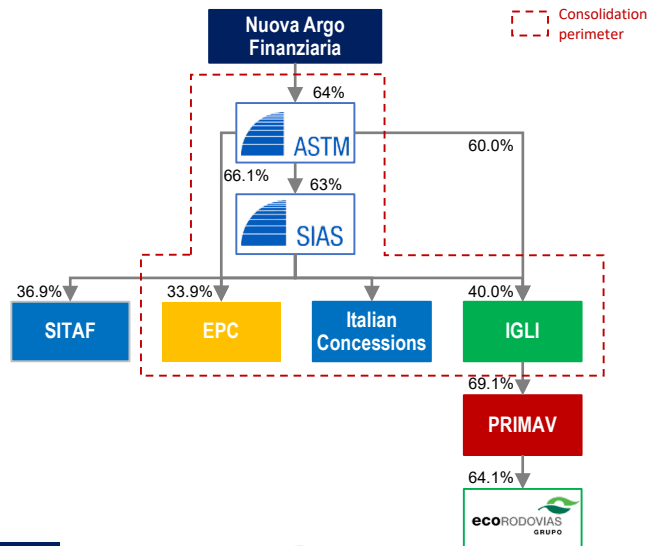 Nuova Argo
Finanziaria
Consolidation
perimeter
64%
ASTM
60.0%
66.1%
63%
SIAS
36.9%
33.9%
40.0%
SITAF
EPC
Italian
Concessions
IGLI
69.1%
PRIMAV
64.1%
ecoRODOVIAS
GRUPO